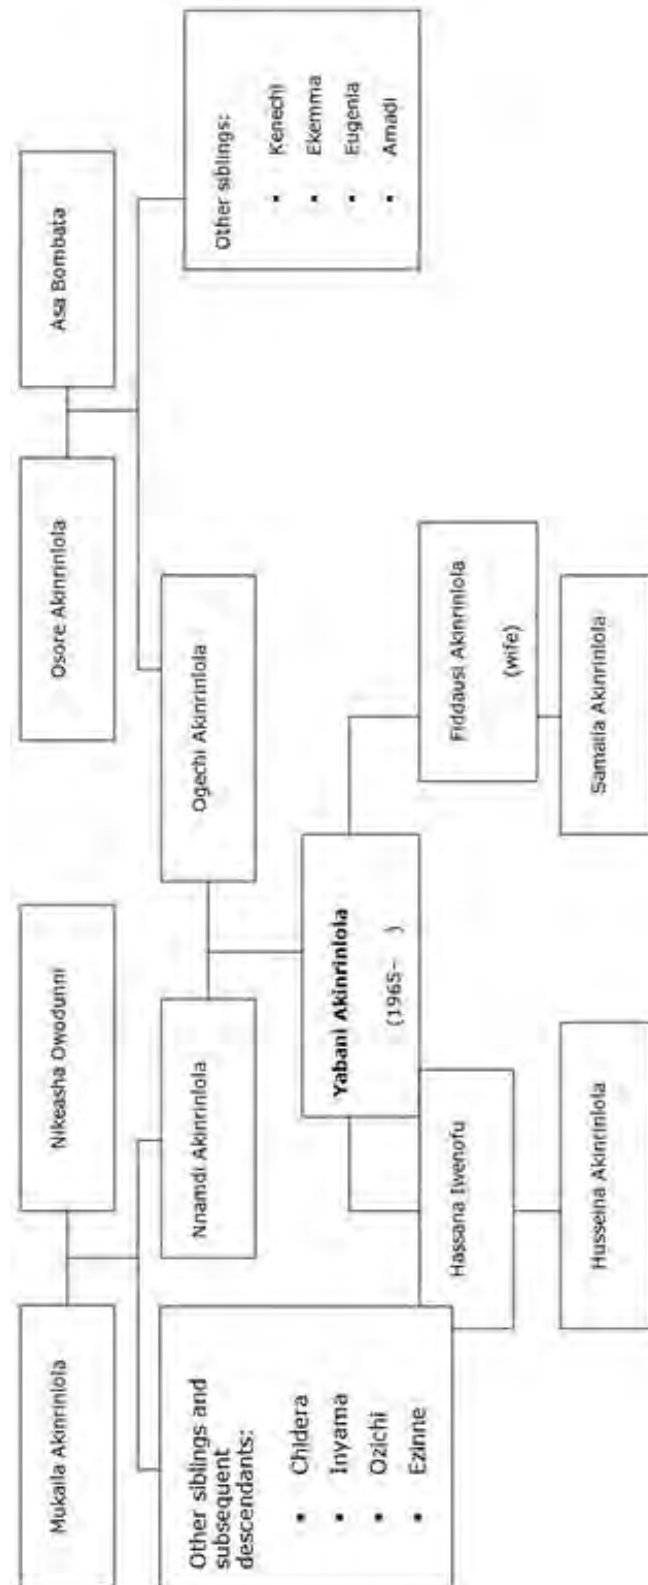 Mukaila Akinrinlola
Nikeasha Owodunni
Osore Akinrinlola
Asa Bombata
Other siblings and
subsequent
descendants:
• Chidera
• Inyama
• Ozichi
• Ezinne
Nnamdi Akinrinlola
Ogechi Akinrinlola
Other siblings:
• Kenechi
• Ekemma
• Eugenia
• Amadi
Yabani Akinrinlola
(1965– )
Hassana Iwenofu
Fiddausi Akinrinlola
(wife)
Husseina Akinrinlola
Samaila Akinrinlola